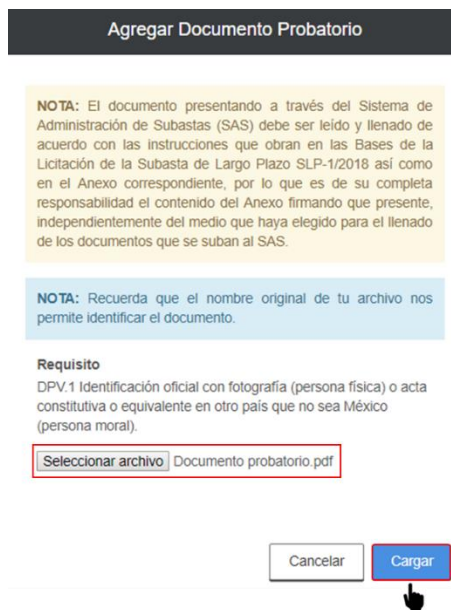 Agregar Documento Probatorio
NOTA: El documento presentando a través del Sistema de
Administración de Subastas (SAS) debe ser leído y llenado de
acuerdo con las instrucciones que obran en las Bases de la
Licitación de la Subasta de Largo Plazo SLP-1/2018 así como
en el Anexo correspondiente, por lo que es de su completa
responsabilidad el contenido del Anexo firmando que presente,
independientemente del medio que haya elegido para el llenado
de los documentos que se suban al SAS.
NOTA: Recuerda que el nombre original de tu archivo nos
permite identificar el documento.
Requisito
DPV.1 Identificación oficial con fotografía (persona física) o acta
constitutiva o equivalente en otro país que no sea México
(persona moral).
Seleccionar archivo Documento probatorio.pdf
Cancelar Cargar